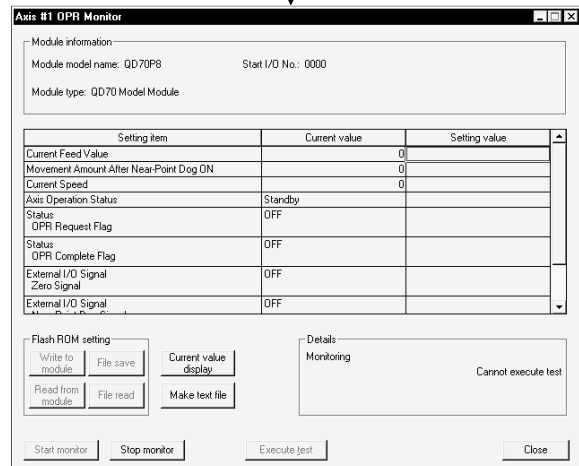 Axis #1 OPR Monitor
Module information
Module model name: QD70P8 Start I/O No.: 0000
Module type: QD70 Model Module
Setting item Current value Setting value
Current Feed Value 0
Movement Amount After Near-Point Dog ON 0
Current Speed 0
Axis Operation Status Standby
Status OFF
OPR Request Flag
Status OFF
OPR Complete Flag
External I/O Signal OFF
Zero Signal
External I/O Signal OFF
Flash ROM setting
Write to module
File save
Current value display
Read from module
File read
Make text file
Details
Monitoring
Cannot execute test
Start monitor Stop monitor Execute test Close